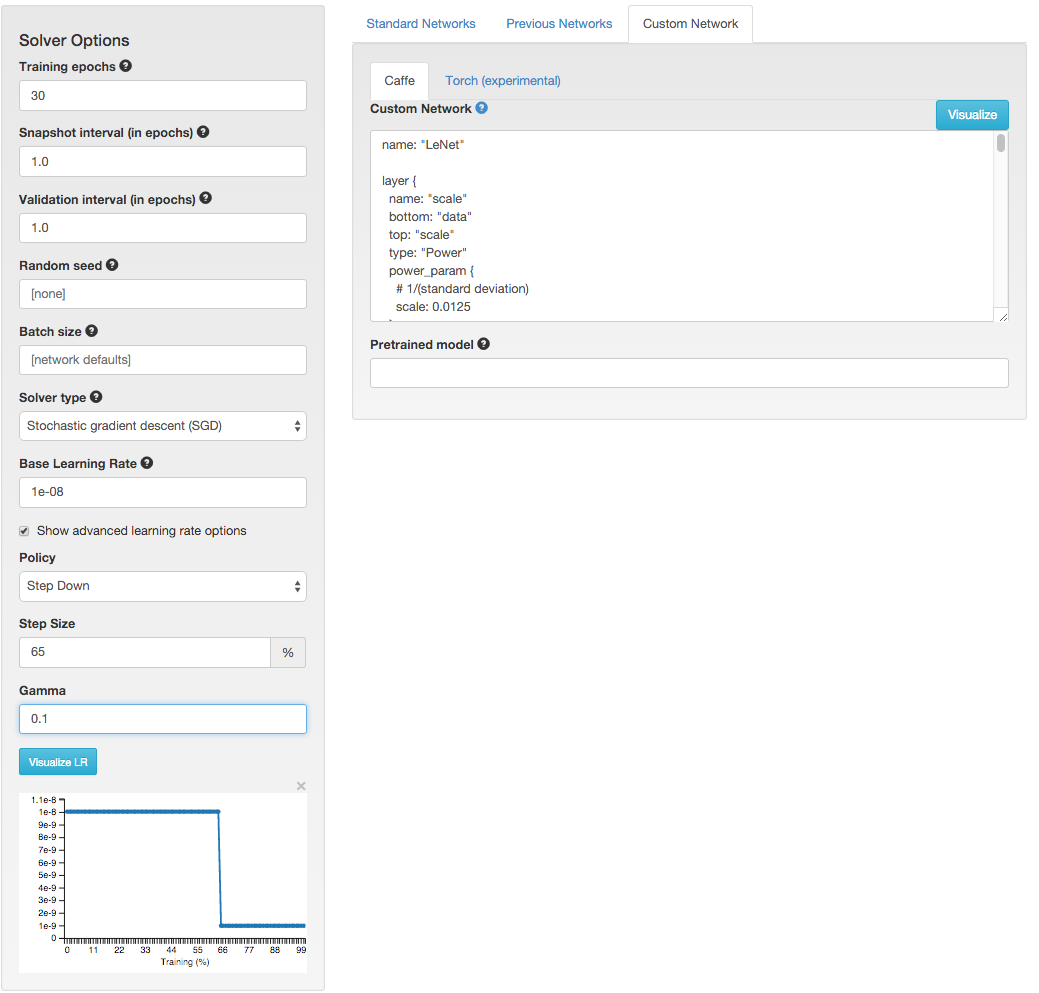 Solver Options
Training epochs ?
30
Snapshot interval (in epochs) ?
1.0
Validation interval (in epochs) ?
1.0
Random seed ?
[none]
Batch size ?
[network defaults]
Solver type ?
Stochastic gradient descent (SGD)
Base Learning Rate ?
1e-08
Show advanced learning rate options
Policy
Step Down
Step Size
65 %
Gamma
0.1
Visualize LR
×
1.1e-8
1e-8
9e-9
8e-9
7e-9
6e-9
5e-9
4e-9
3e-9
2e-9
1e-9
0
0 11 22 33 44 55 66 77 88 99
Training (%)
Standard Networks Previous Networks Custom Network
Caffe Torch (experimental)
Custom Network ?
Visualize
name: "LeNet"
layer {
name: "scale"
bottom: "data"
top: "scale"
type: "Power"
power_param {
# 1/(standard deviation)
scale: 0.0125
Pretrained model ?